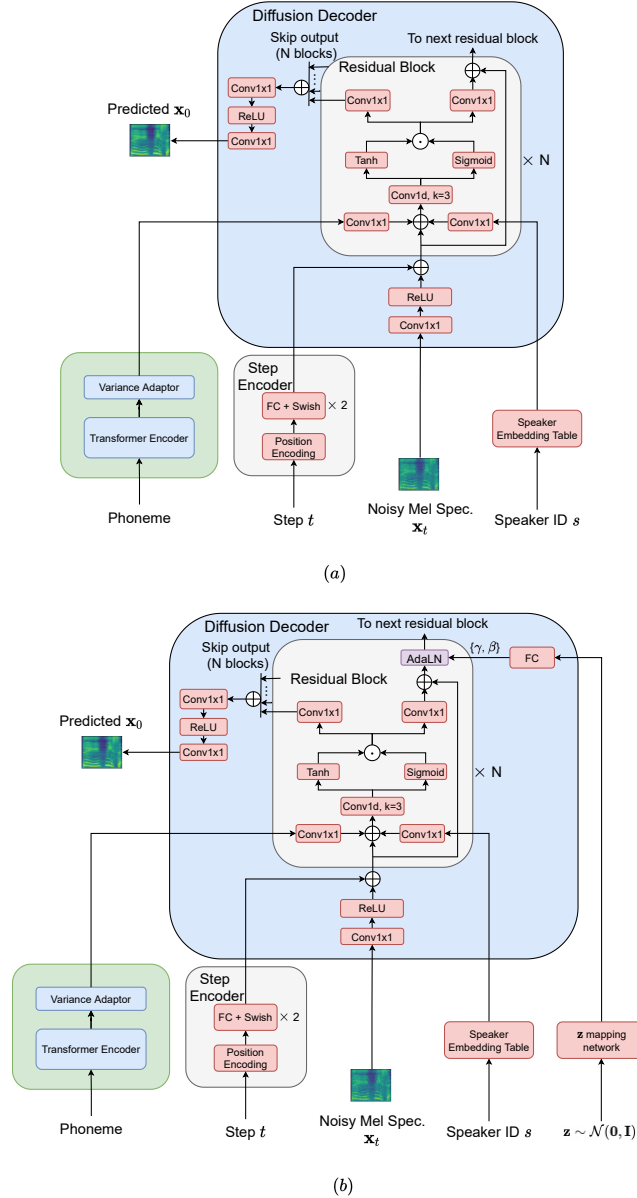 Diffusion Decoder
Skip output
(N blocks)
To next residual block
Residual Block
Conv1x1
ReLU
Conv1x1
Predicted x₀
Conv1x1
Conv1x1
Tanh
Sigmoid
× N
Conv1d, k=3
Conv1x1
Conv1x1
ReLU
Conv1x1
Variance Adaptor
Transformer Encoder
Phoneme
Step
Encoder
FC + Swish
× 2
Position
Encoding
Step t
Noisy Mel Spec.
xₜ
Speaker
Embedding Table
Speaker ID s
(a)
Diffusion Decoder
Skip output
(N blocks)
To next residual block
AdaLN
{γ, β}
FC
Residual Block
Conv1x1
ReLU
Conv1x1
Predicted x₀
Conv1x1
Conv1x1
Tanh
Sigmoid
× N
Conv1d, k=3
Conv1x1
Conv1x1
ReLU
Conv1x1
Variance Adaptor
Transformer Encoder
Phoneme
Step
Encoder
FC + Swish
× 2
Position
Encoding
Step t
Noisy Mel Spec.
xₜ
Speaker
Embedding Table
Speaker ID s
z mapping
network
z ∼ N(0, I)
(b)